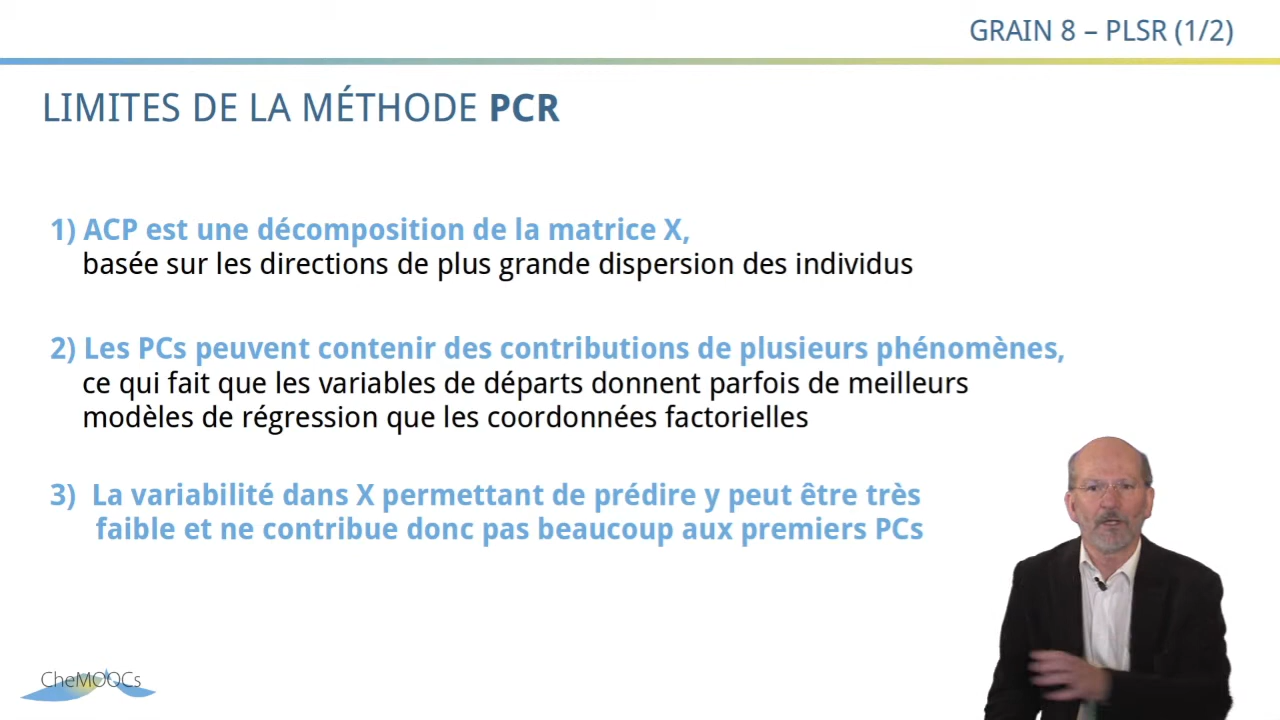 GRAIN 8 – PLSR (1/2)
LIMITES DE LA MÉTHODE PCR
1) ACP est une décomposition de la matrice X,
basée sur les directions de plus grande dispersion des individus
2) Les PCs peuvent contenir des contributions de plusieurs phénomènes,
ce qui fait que les variables de départs donnent parfois de meilleurs
modèles de régression que les coordonnées factorielles
3) La variabilité dans X permettant de prédire y peut être très
faible et ne contribue donc pas beaucoup aux premiers PCs
CheMOOCs